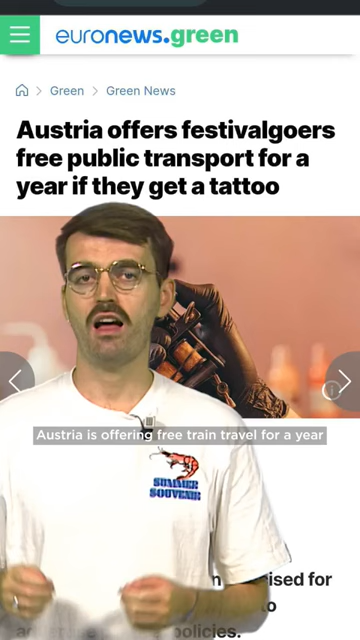 euronews.green
Green
Green News
Austria offers festivalgoers
free public transport for a
year if they get a tattoo
Austria is offering free train travel for a year
SUMMER
SOUVENIR
ised for
to
policies.